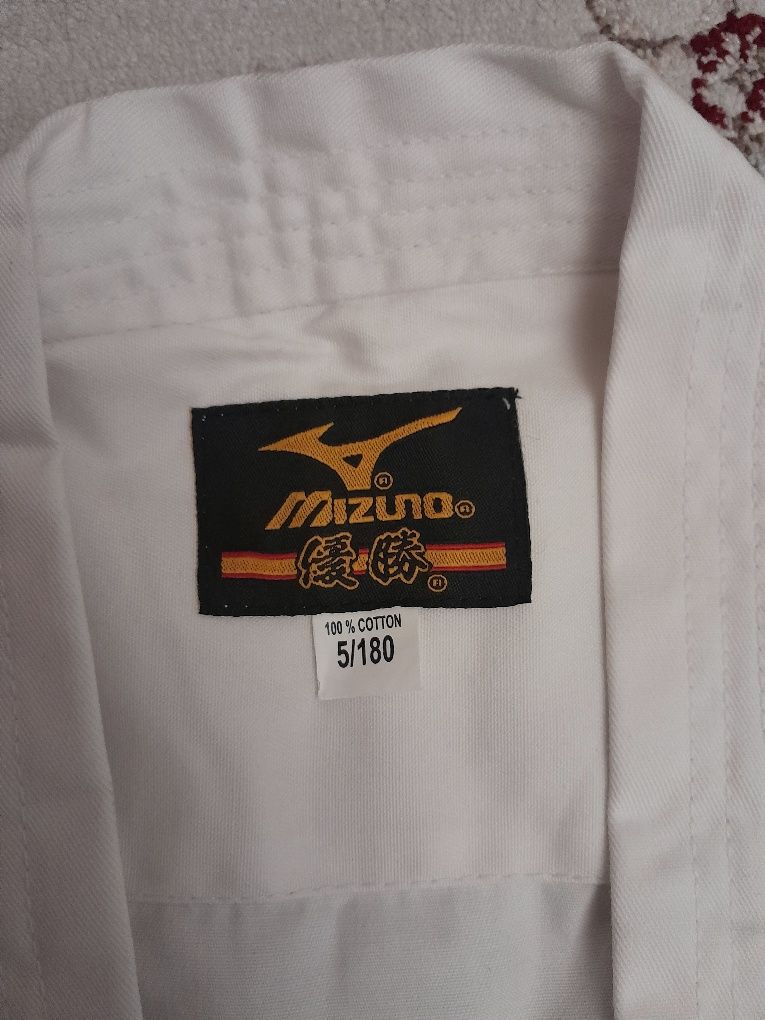 MIZUNO®
優勝
100 % COTTON
5/180